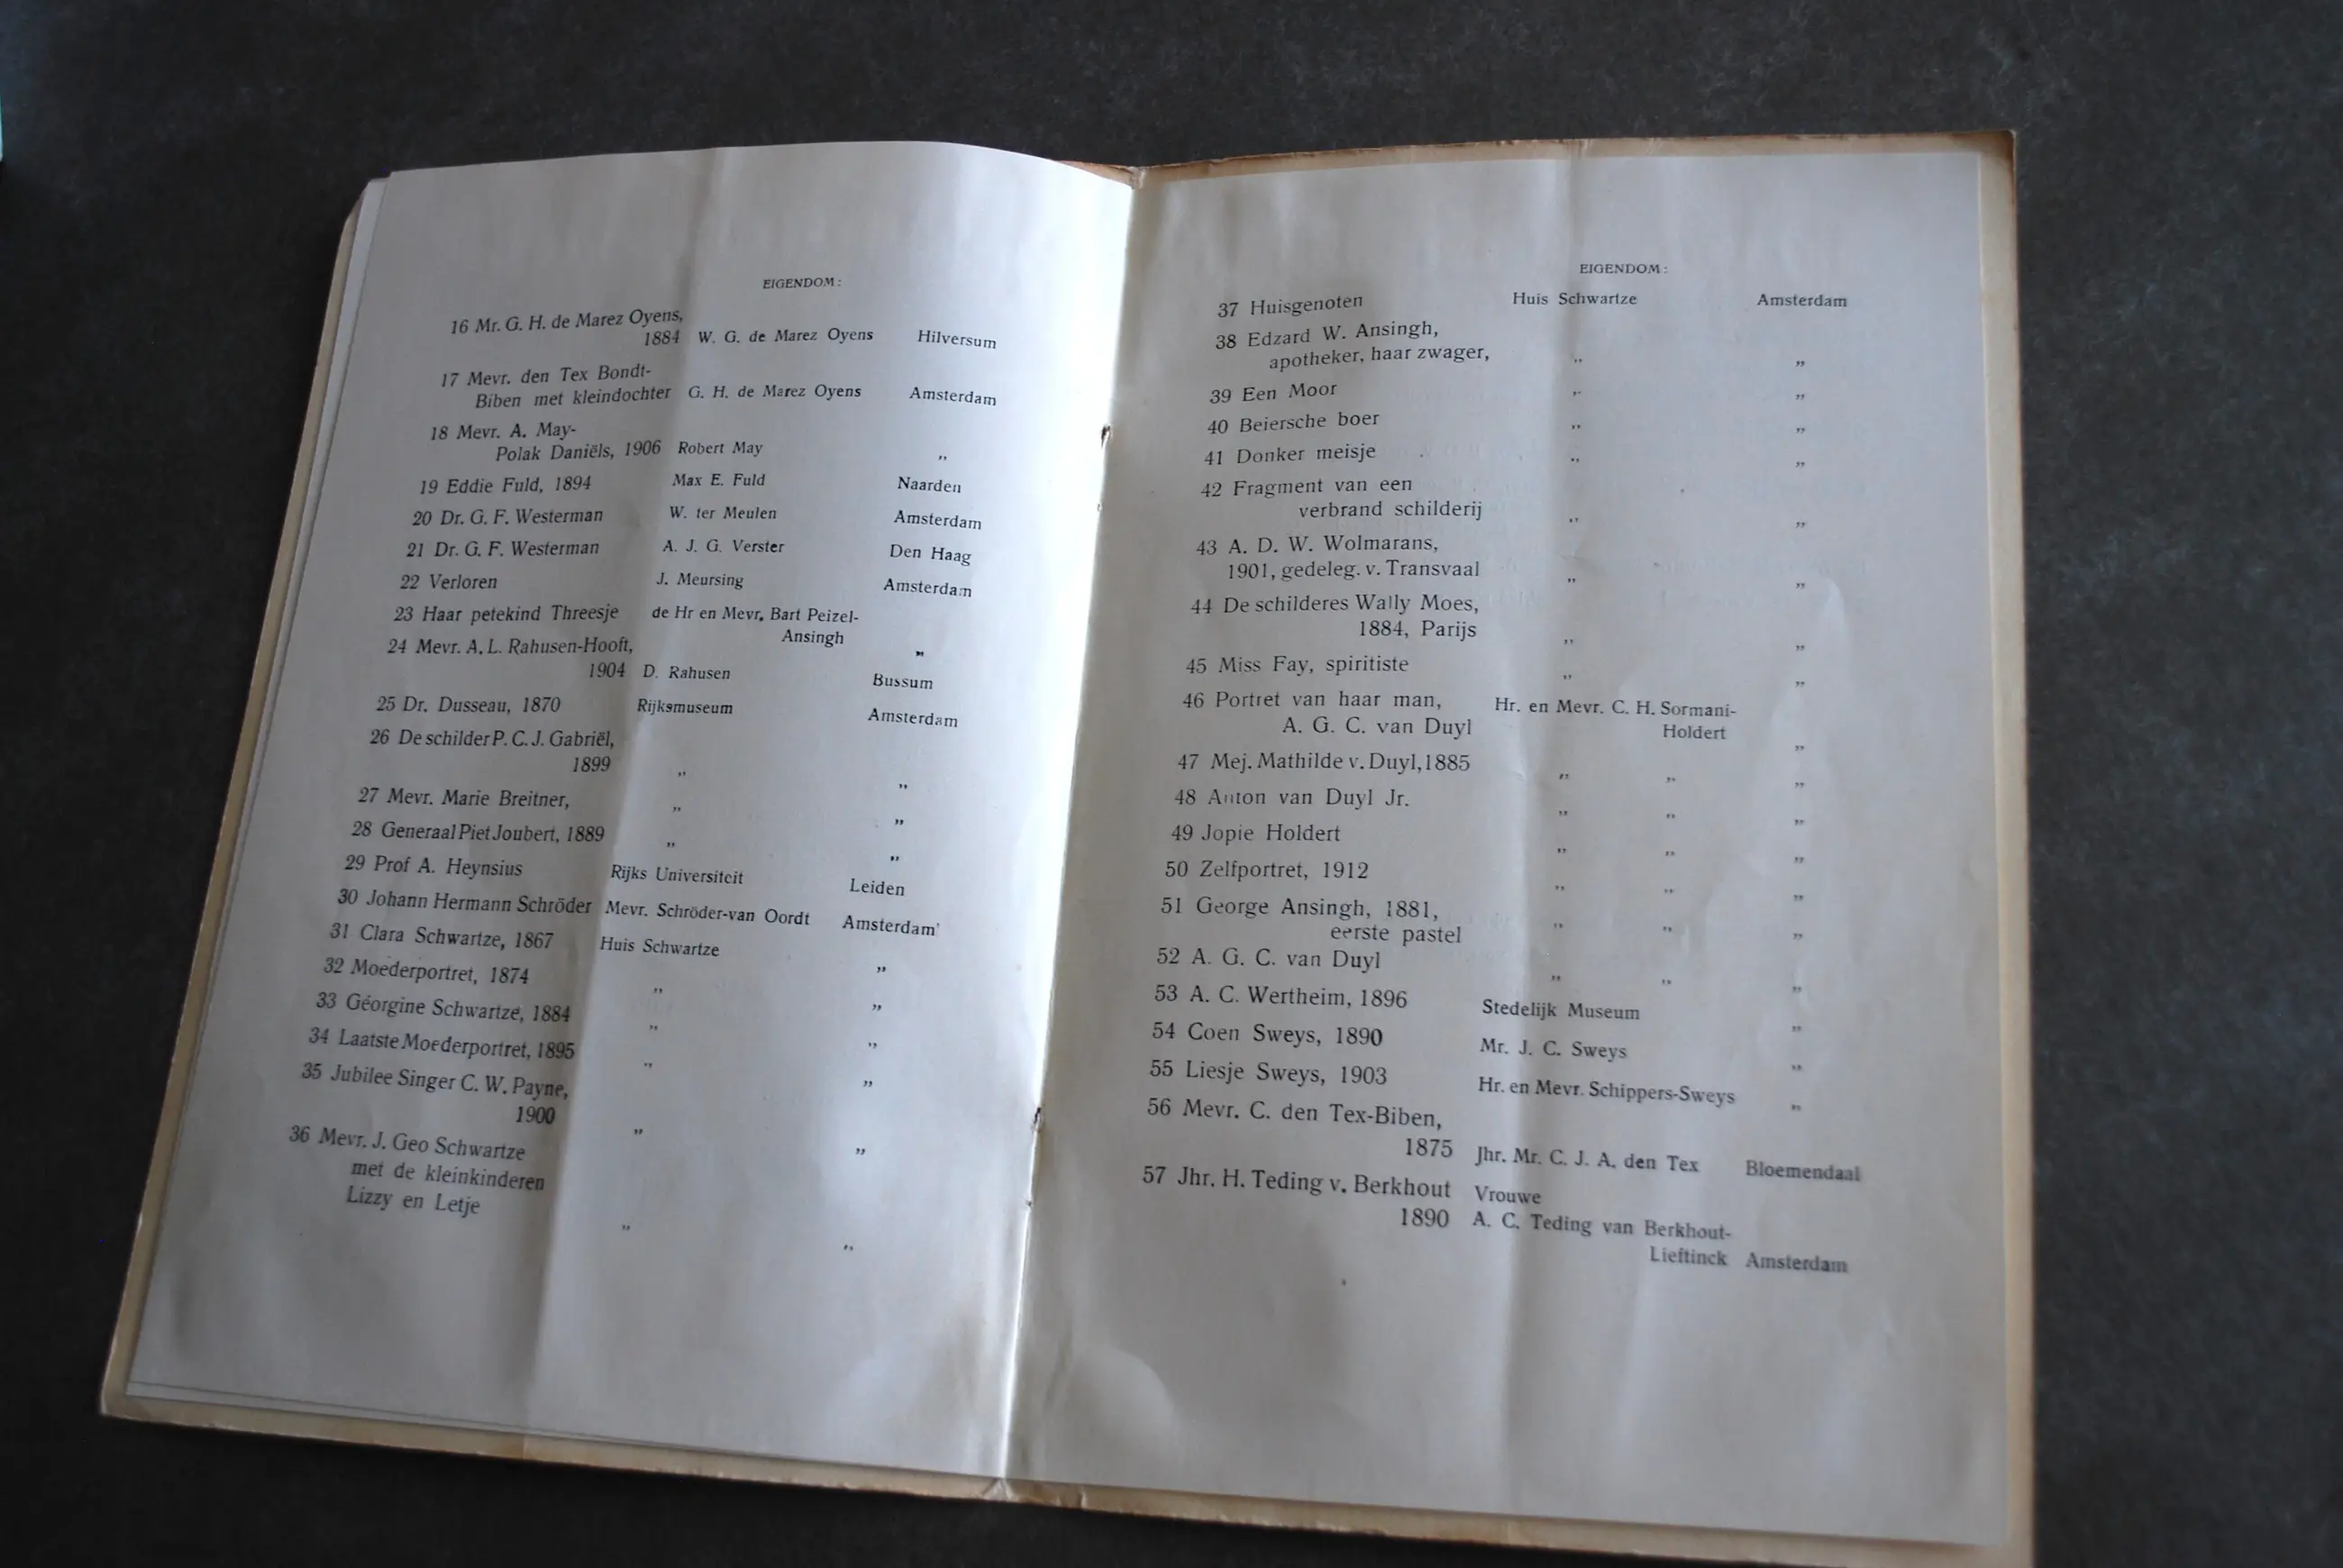 EIGENDOM:
16 Mr. G. H. de Marez Oyens,
1884 W. G. de Marez Oyens Hilversum
17 Mevr. den Tex Bondt-
Biben met kleindochter G. H. de Marez Oyens Amsterdam
18 Mevr. A. May-
Polak Daniëls, 1906 Robert May „
19 Eddie Fuld, 1894 Max E. Fuld Naarden
20 Dr. G. F. Westerman W. ter Meulen Amsterdam
21 Dr. G. F. Westerman A. J. G. Verster Den Haag
22 Verloren J. Meursing Amsterdam
23 Haar petekind Threesje de Hr en Mevr. Bart Peizel-
Ansingh „
24 Mevr. A. L. Rahusen-Hooft,
1904 D. Rahusen Bussum
25 Dr. Dusseau, 1870 Rijksmuseum Amsterdam
26 De schilder P. C. J. Gabriël,
1899 „ „
27 Mevr. Marie Breitner, „ „
28 Generaal Piet Joubert, 1889 „ „
29 Prof A. Heynsius Rijks Universiteit Leiden
30 Johann Hermann Schröder Mevr. Schröder-van Oordt Amsterdam
31 Clara Schwartze, 1867 Huis Schwartze „
32 Moederportret, 1874 „ „
33 Géorgine Schwartze, 1884 „ „
34 Laatste Moederportret, 1895 „ „
35 Jubilee Singer C. W. Payne,
1900 „ „
36 Mevr. J. Geo Schwartze
met de kleinkinderen
Lizzy en Letje „ „
EIGENDOM:
37 Huisgenoten Huis Schwartze Amsterdam
38 Edzard W. Ansingh,
apotheker, haar zwager, „ „
39 Een Moor „ „
40 Beiersche boer „ „
41 Donker meisje „ „
42 Fragment van een
verbrand schilderij „ „
43 A. D. W. Wolmarans,
1901, gedeleg. v. Transvaal „ „
44 De schilderes Wally Moes,
1884, Parijs „ „
45 Miss Fay, spiritiste „ „
46 Portret van haar man, Hr. en Mevr. C. H. Sormani-
A. G. C. van Duyl Holdert „
47 Mej. Mathilde v. Duyl, 1885 „ „ „
48 Anton van Duyl Jr. „ „ „
49 Jopie Holdert „ „ „
50 Zelfportret, 1912 „ „ „
51 George Ansingh, 1881,
eerste pastel „ „ „
52 A. G. C. van Duyl „ „ „
53 A. C. Wertheim, 1896 Stedelijk Museum „
54 Coen Sweys, 1890 Mr. J. C. Sweys „
55 Liesje Sweys, 1903 Hr. en Mevr. Schippers-Sweys „
56 Mevr. C. den Tex-Biben,
1875 Jhr. Mr. C. J. A. den Tex Bloemendaal
57 Jhr. H. Teding v. Berkhout Vrouwe
1890 A. C. Teding van Berkhout-
Lieftinck Amsterdam